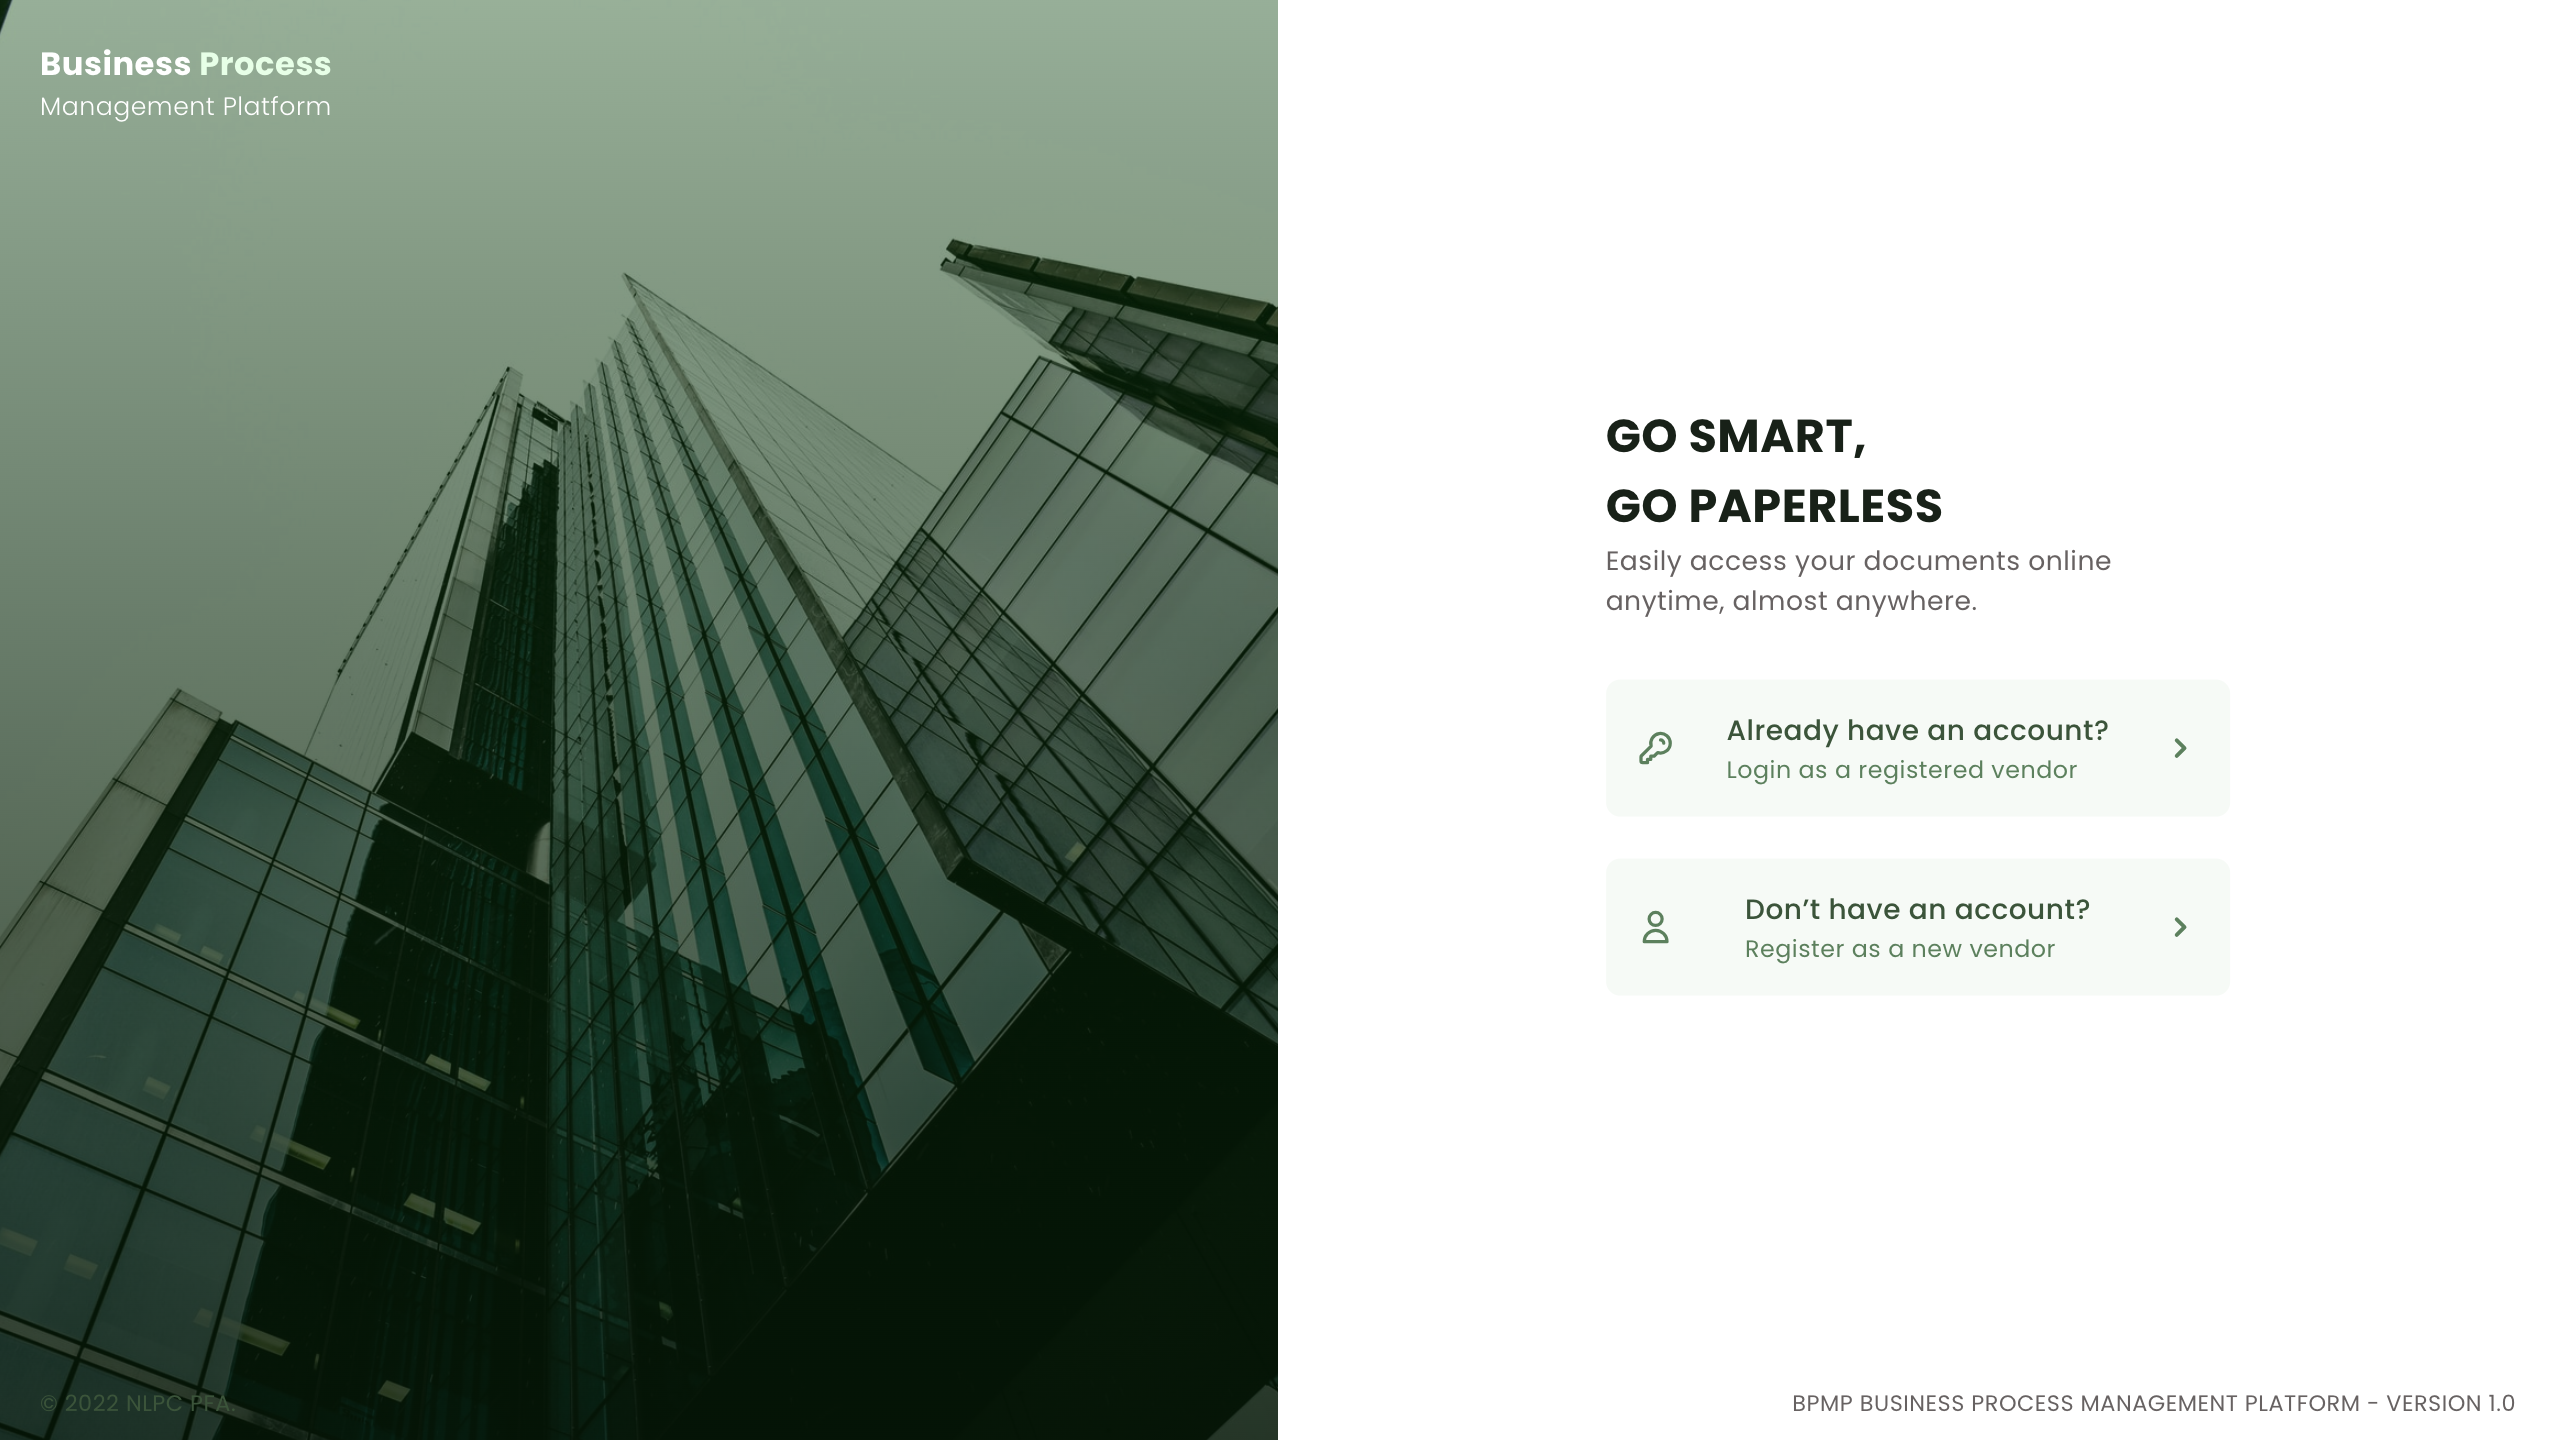 Business Process
Management Platform
GO SMART,
GO PAPERLESS
Easily access your documents online
anytime, almost anywhere.
Already have an account?
Login as a registered vendor
Don’t have an account?
Register as a new vendor
© 2022 NLPC PFA.
BPMP BUSINESS PROCESS MANAGEMENT PLATFORM - VERSION 1.0